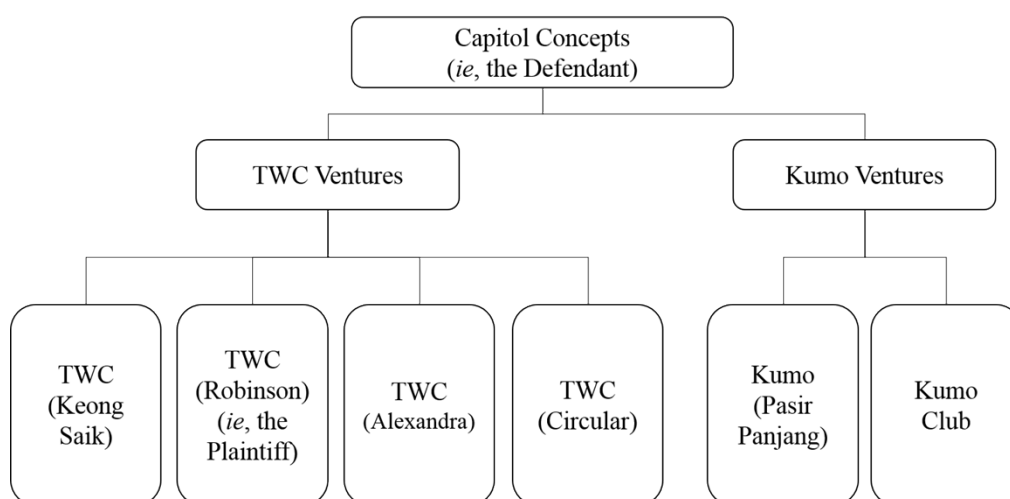 Capitol Concepts
(ie, the Defendant)
TWC Ventures
Kumo Ventures
TWC
(Keong
Saik)
TWC
(Robinson)
(ie, the
Plaintiff)
TWC
(Alexandra)
TWC
(Circular)
Kumo
(Pasir
Panjang)
Kumo
Club